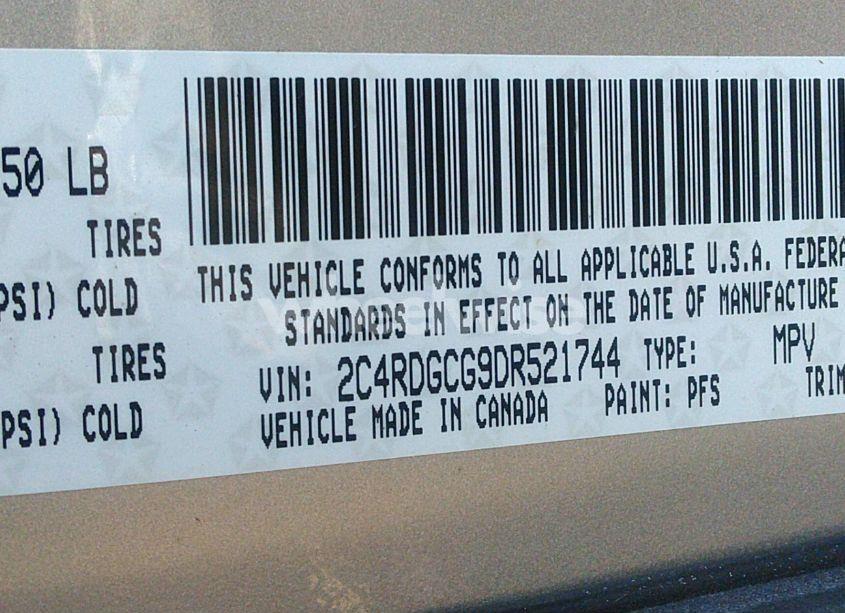 50 LB
TIRES
PSI) COLD
TIRES
PSI) COLD
THIS VEHICLE CONFORMS TO ALL APPLICABLE U.S.A. FEDERA
STANDARDS IN EFFECT ON THE DATE OF MANUFACTURE
VIN: 2C4RDGCG9DR521744 TYPE: MPV
VEHICLE MADE IN CANADA PAINT: PFS TRIM